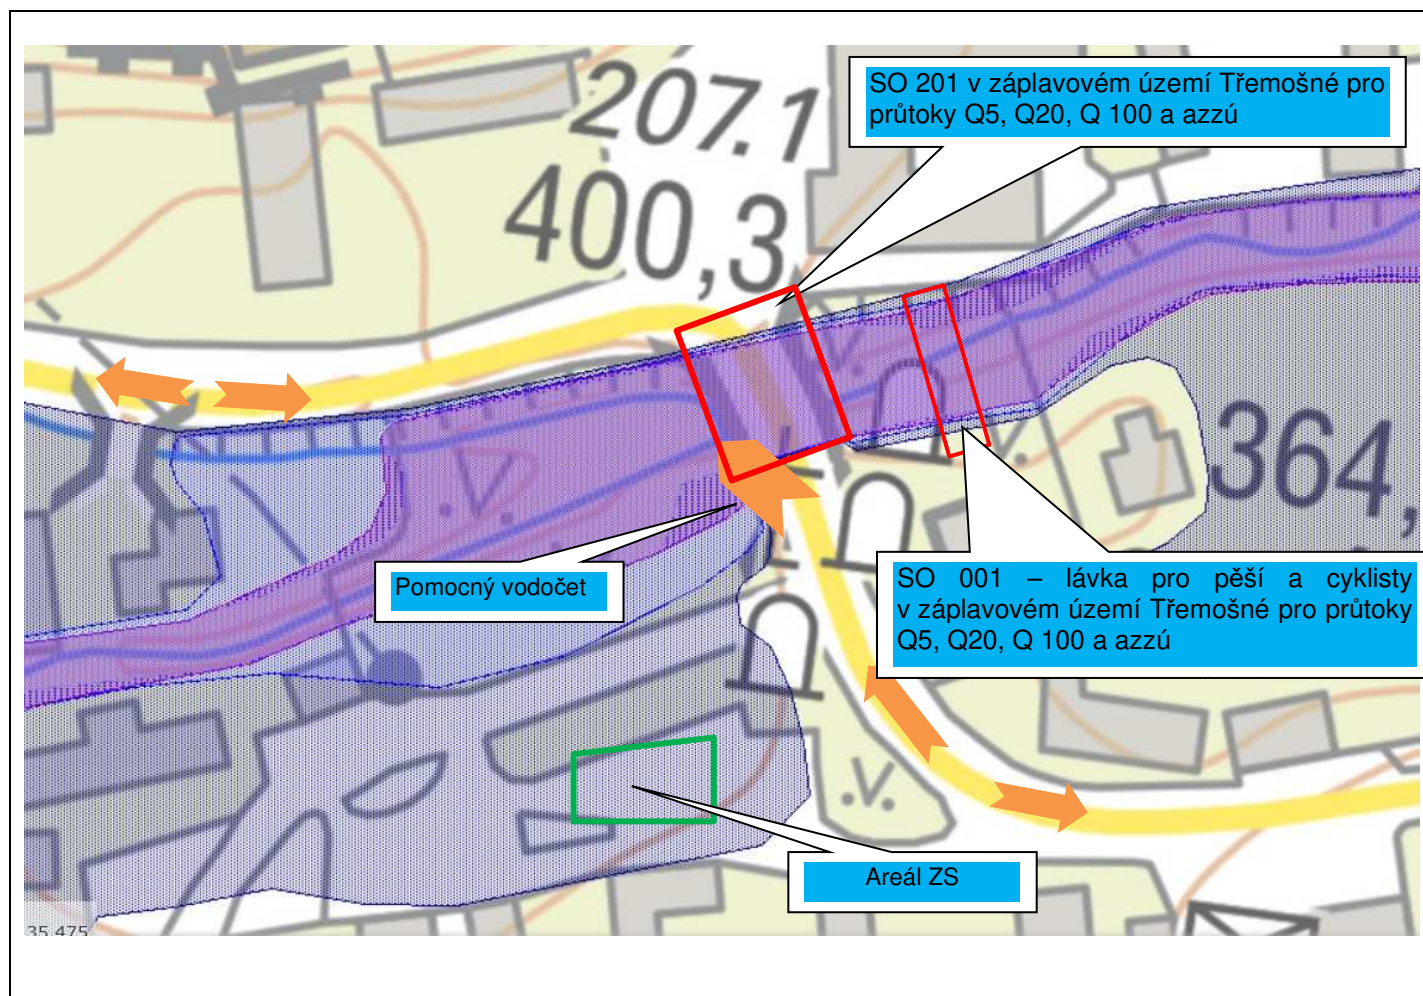 207.1
400,3
SO 201 v záplavovém území Třemošné pro
průtoky Q5, Q20, Q 100 a azzú
364,
Pomocný vodočet
SO 001 – lávka pro pěší a cyklisty
v záplavovém území Třemošné pro průtoky
Q5, Q20, Q 100 a azzú
Areál ZS
35 475